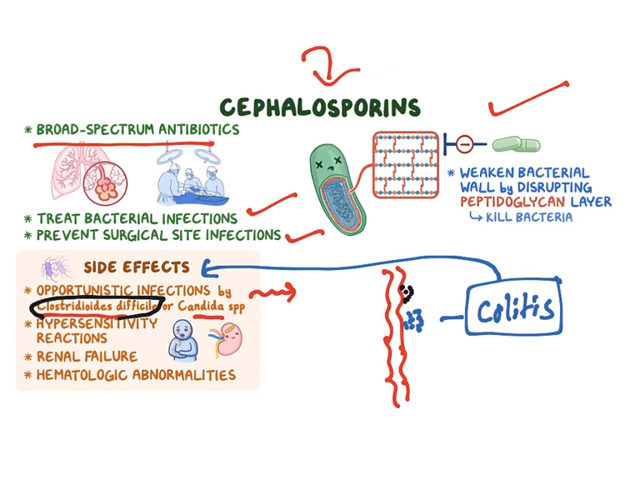 CEPHALOSPORINS
* BROAD-SPECTRUM ANTIBIOTICS
* TREAT BACTERIAL INFECTIONS
* PREVENT SURGICAL SITE INFECTIONS
* WEAKEN BACTERIAL
WALL by DISRUPTING
PEPTIDOGLYCAN LAYER
↳ KILL BACTERIA
SIDE EFFECTS
* OPPORTUNISTIC INFECTIONS by
Clostridioides difficile or Candida spp
* HYPERSENSITIVITY
REACTIONS
* RENAL FAILURE
* HEMATOLOGIC ABNORMALITIES
Colitis